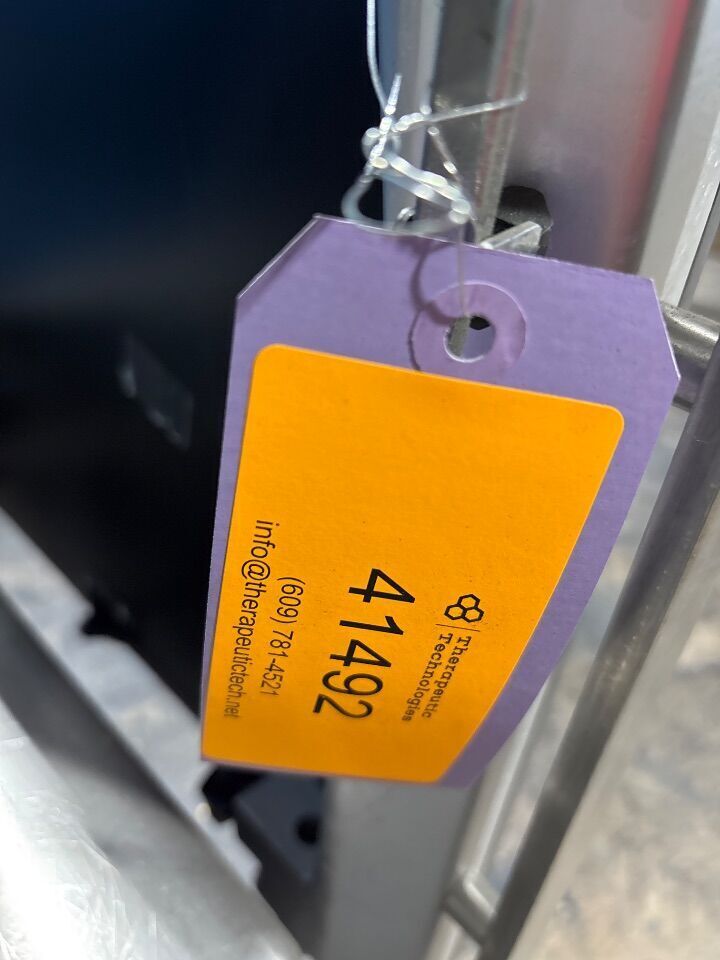 Therapeutic
Technologies
41492
(609) 781-4521
info@therapeutictech.net